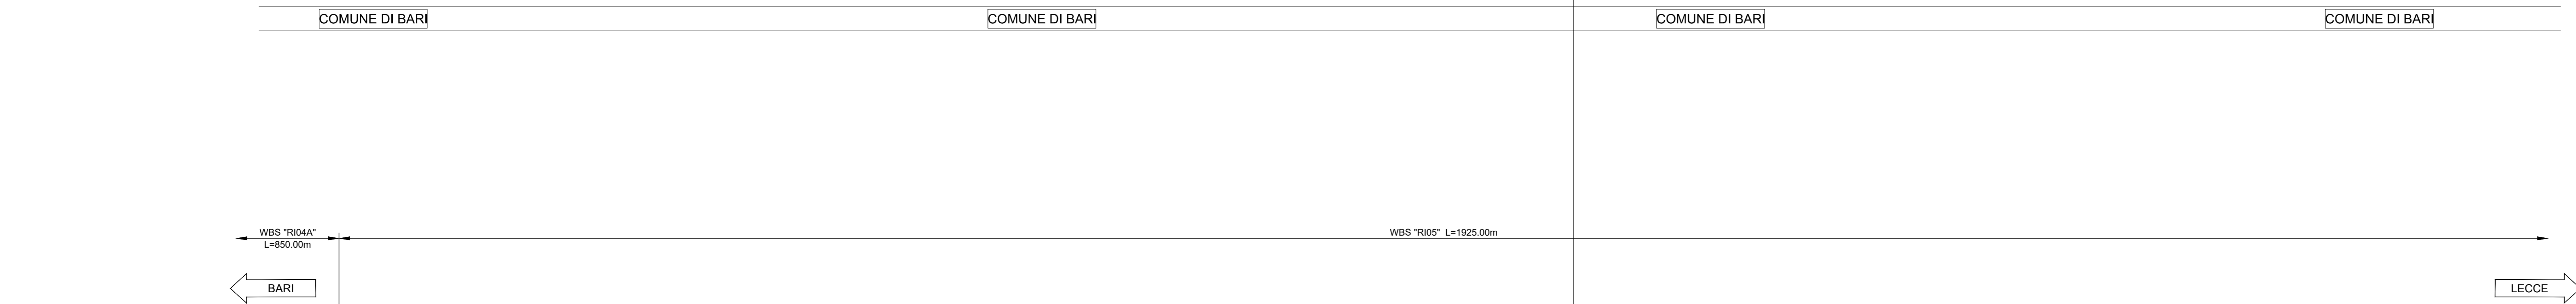 COMUNE DI BARI COMUNE DI BARI COMUNE DI BARI COMUNE DI BARI
WBS "RI04A" WBS "RI05" L=1925.00m
L=850.00m
BARI LECCE